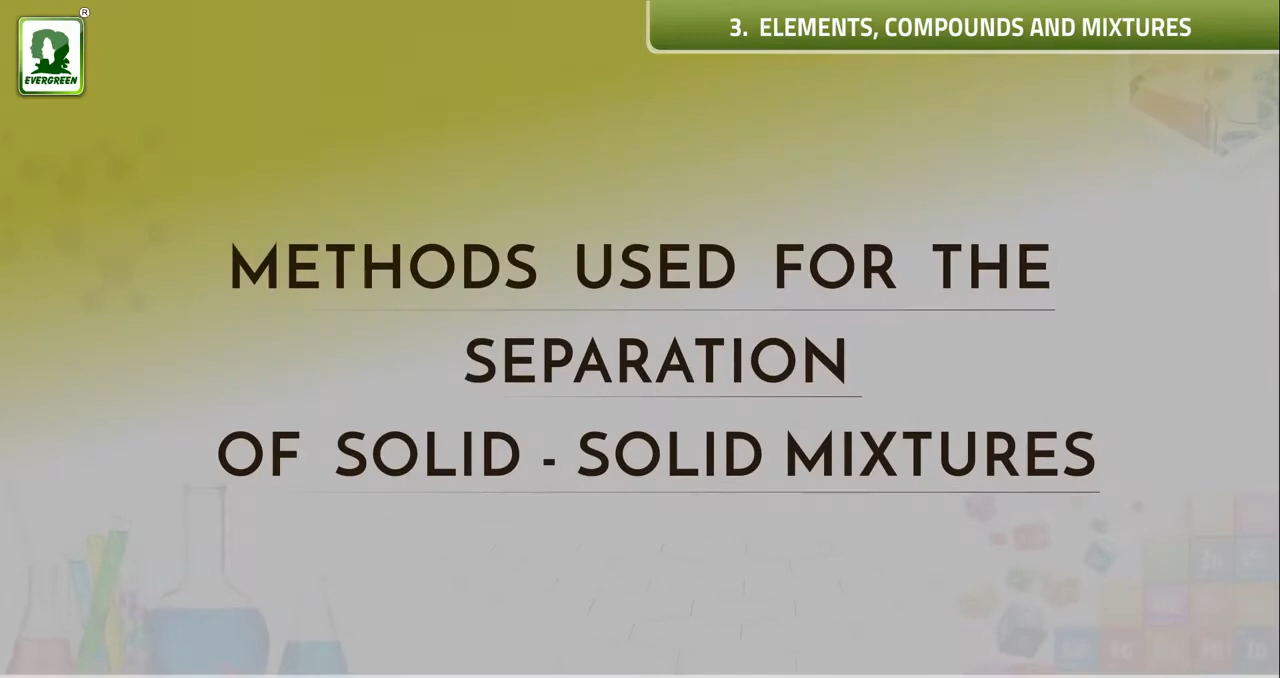 ®
EVERGREEN
3. ELEMENTS, COMPOUNDS AND MIXTURES
METHODS USED FOR THE
SEPARATION
OF SOLID - SOLID MIXTURES